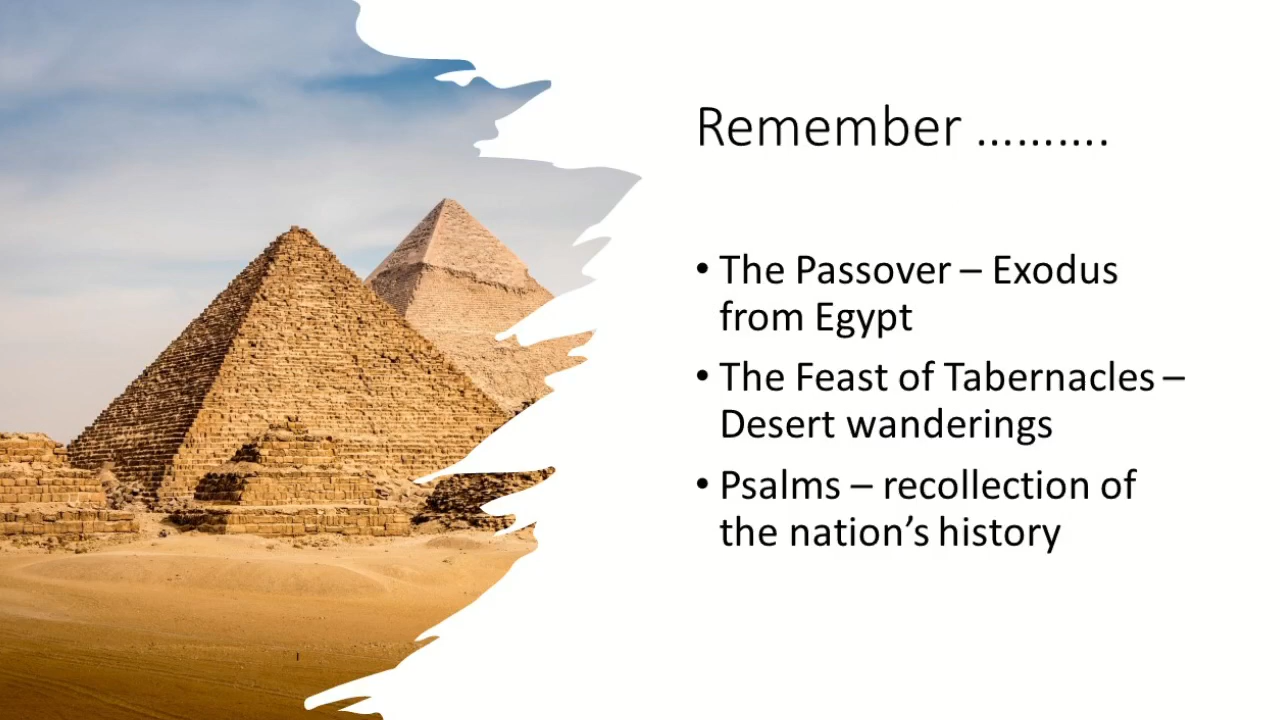 Remember ……….
• The Passover – Exodus
from Egypt
• The Feast of Tabernacles –
Desert wanderings
• Psalms – recollection of
the nation’s history